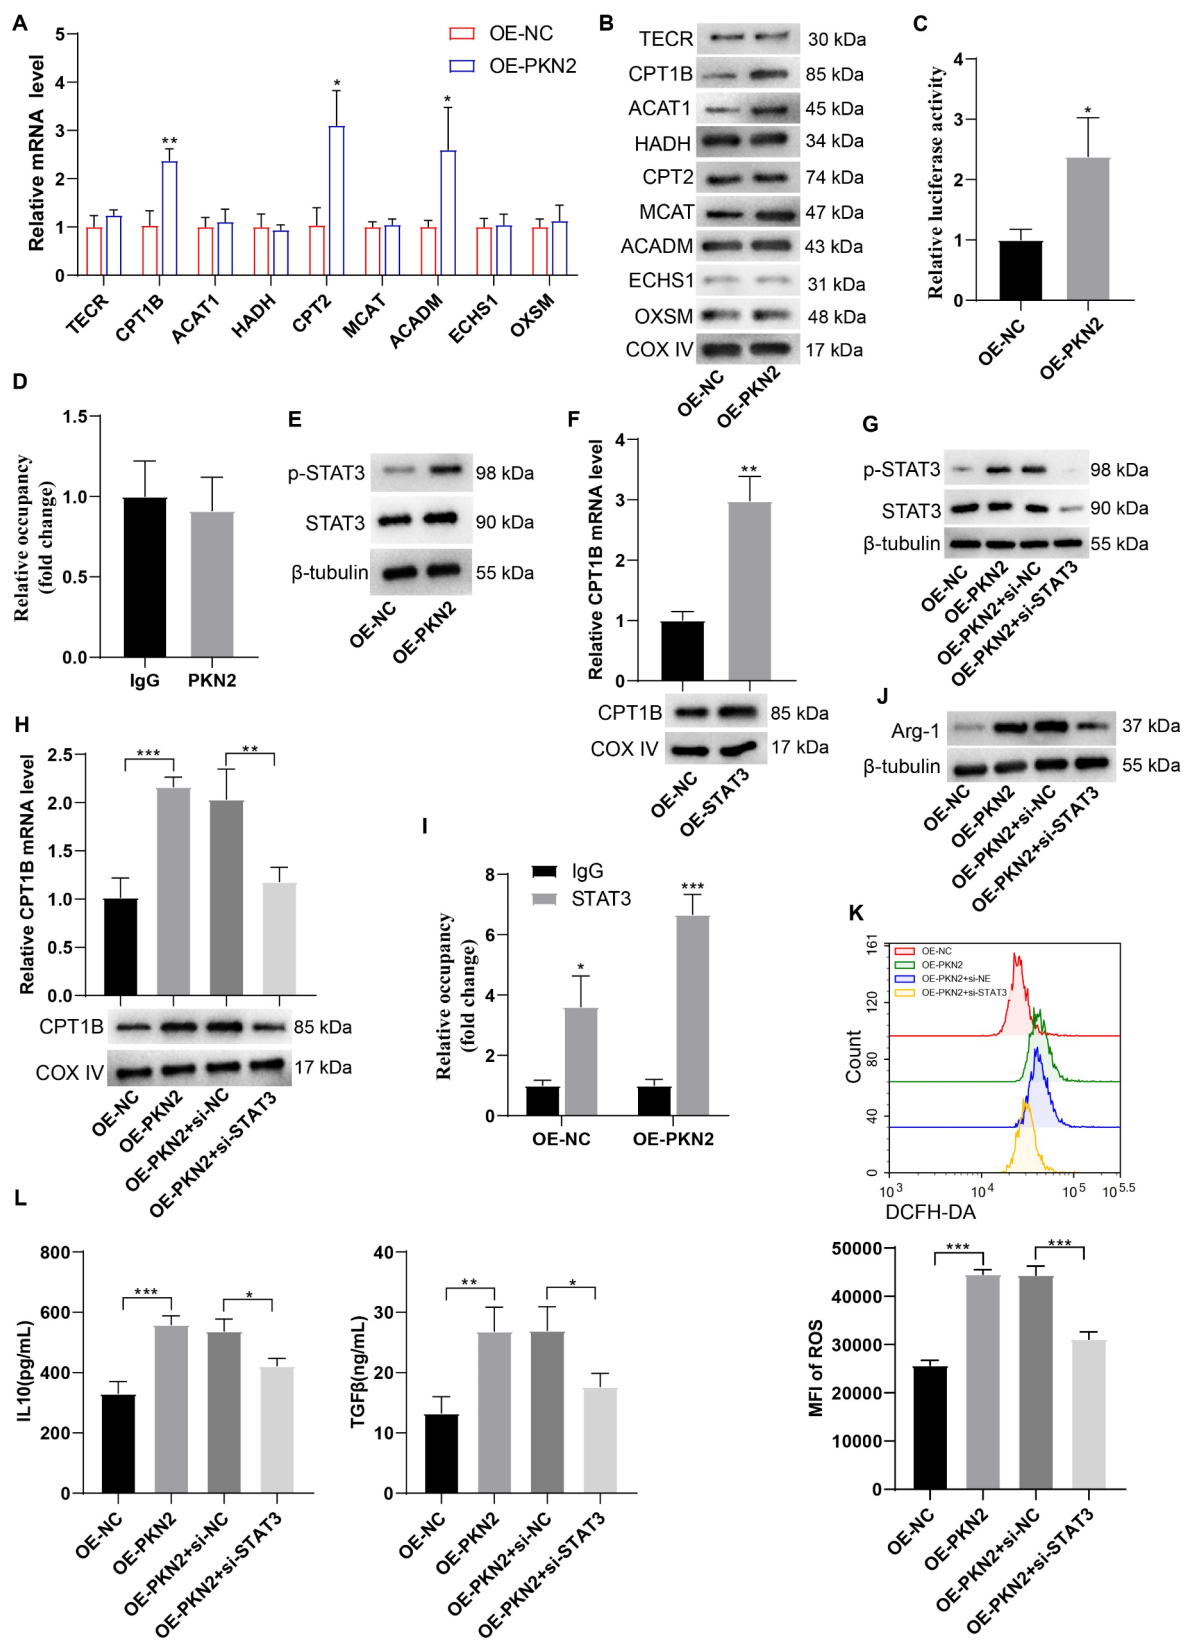 A
Relative mRNA level
5
4
3
2
1
0
OE-NC
OE-PKN2
**
*
*
TECR
CPT1B
ACAT1
HADH
CPT2
MCAT
ACADM
ECHS1
OXSM
B
TECR 30 kDa
CPT1B 85 kDa
ACAT1 45 kDa
HADH 34 kDa
CPT2 74 kDa
MCAT 47 kDa
ACADM 43 kDa
ECHS1 31 kDa
OXSM 48 kDa
COX IV 17 kDa
OE-NC
OE-PKN2
C
Relative luciferase activity
4
3
2
1
0
*
OE-NC
OE-PKN2
D
Relative occupancy
(fold change)
1.5
1.0
0.5
0.0
IgG
PKN2
E
p-STAT3 98 kDa
STAT3 90 kDa
β-tubulin 55 kDa
OE-NC
OE-PKN2
F
Relative CPT1B mRNA level
4
3
2
1
0
**
CPT1B 85 kDa
COX IV 17 kDa
OE-NC
OE-STAT3
G
p-STAT3 98 kDa
STAT3 90 kDa
β-tubulin 55 kDa
OE-NC
OE-PKN2
OE-PKN2+si-NC
OE-PKN2+si-STAT3
H
Relative CPT1B mRNA level
2.5
2.0
1.5
1.0
0.5
0.0
***
**
CPT1B 85 kDa
COX IV 17 kDa
OE-NC
OE-PKN2
OE-PKN2+si-NC
OE-PKN2+si-STAT3
I
Relative occupancy
(fold change)
8
6
4
2
0
IgG
STAT3
*
***
OE-NC
OE-PKN2
J
Arg-1 37 kDa
β-tubulin 55 kDa
OE-NC
OE-PKN2
OE-PKN2+si-NC
OE-PKN2+si-STAT3
K
Count
161
120
80
40
0
OE-NC
OE-PKN2
OE-PKN2+si-NE
OE-PKN2+si-STAT3
10³
10⁴
10⁵
10⁵·⁵
DCFH-DA
MFI of ROS
50000
40000
30000
20000
10000
0
***
***
OE-NC
OE-PKN2
OE-PKN2+si-NC
OE-PKN2+si-STAT3
L
IL10(pg/mL)
800
600
400
200
0
***
*
OE-NC
OE-PKN2
OE-PKN2+si-NC
OE-PKN2+si-STAT3
TGFβ(ng/mL)
40
30
20
10
0
**
*
OE-NC
OE-PKN2
OE-PKN2+si-NC
OE-PKN2+si-STAT3